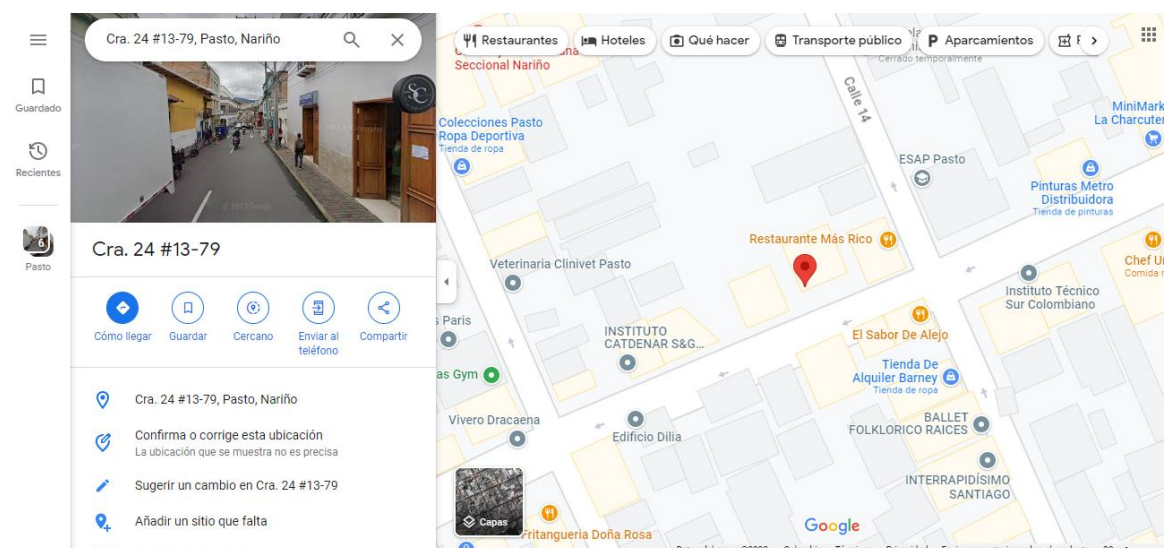 Cra. 24 #13-79, Pasto, Nariño
Restaurantes
Hoteles
Qué hacer
Transporte público
Aparcamientos
Guardado
Recientes
6
Pasto
SC
Cra. 24 #13-79
Cómo llegar
Guardar
Cercano
Enviar al
teléfono
Compartir
Cra. 24 #13-79, Pasto, Nariño
Confirma o corrige esta ubicación
La ubicación que se muestra no es precisa
Sugerir un cambio en Cra. 24 #13-79
Añadir un sitio que falta
Seccional Nariño
Cerrado temporalmente
Calle 14
MiniMark
La Charcuter
Colecciones Pasto
Ropa Deportiva
Tienda de ropa
ESAP Pasto
Pinturas Metro
Distribuidora
Tienda de pinturas
Restaurante Más Rico
Veterinaria Clinivet Pasto
Chef Ur
Comida r
Instituto Técnico
Sur Colombiano
s Paris
INSTITUTO
CATDENAR S&G...
El Sabor De Alejo
as Gym
Tienda De
Alquiler Barney
Tienda de ropa
Vivero Dracaena
Edificio Dilia
BALLET
FOLKLORICO RAICES
INTERRAPIDÍSIMO
SANTIAGO
Capas
Fritangueria Doña Rosa
Google